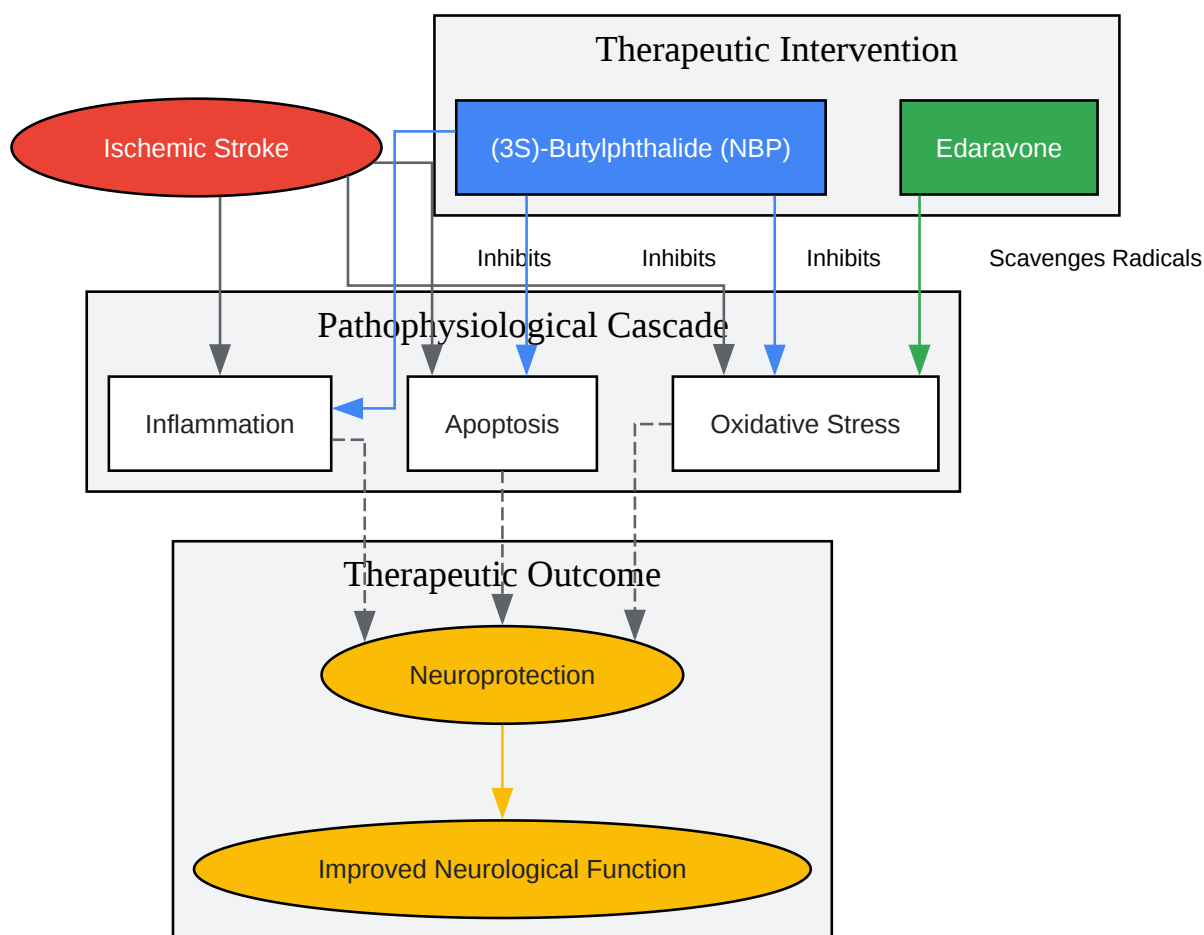 Therapeutic Intervention
Ischemic Stroke
(3S)-Butylphthalide (NBP)
Edaravone
Inhibits
Inhibits
Inhibits
Scavenges Radicals
Pathophysiological Cascade
Inflammation
Apoptosis
Oxidative Stress
Therapeutic Outcome
Neuroprotection
Improved Neurological Function